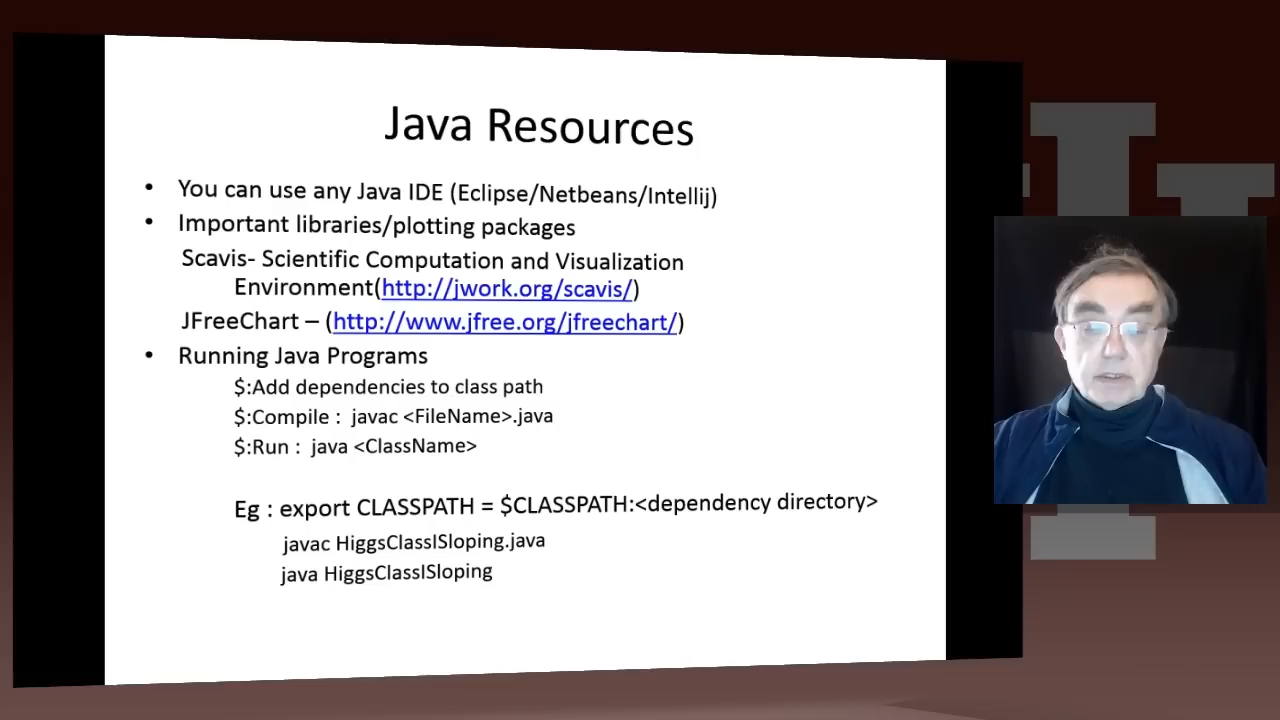 Java Resources
• You can use any Java IDE (Eclipse/Netbeans/Intellij)
• Important libraries/plotting packages
Scavis- Scientific Computation and Visualization
Environment(http://jwork.org/scavis/)
JFreeChart – (http://www.jfree.org/jfreechart/)
• Running Java Programs
$:Add dependencies to class path
$:Compile : javac <FileName>.java
$:Run : java <ClassName>
Eg : export CLASSPATH = $CLASSPATH:<dependency directory>
javac HiggsClassISloping.java
java HiggsClassISloping